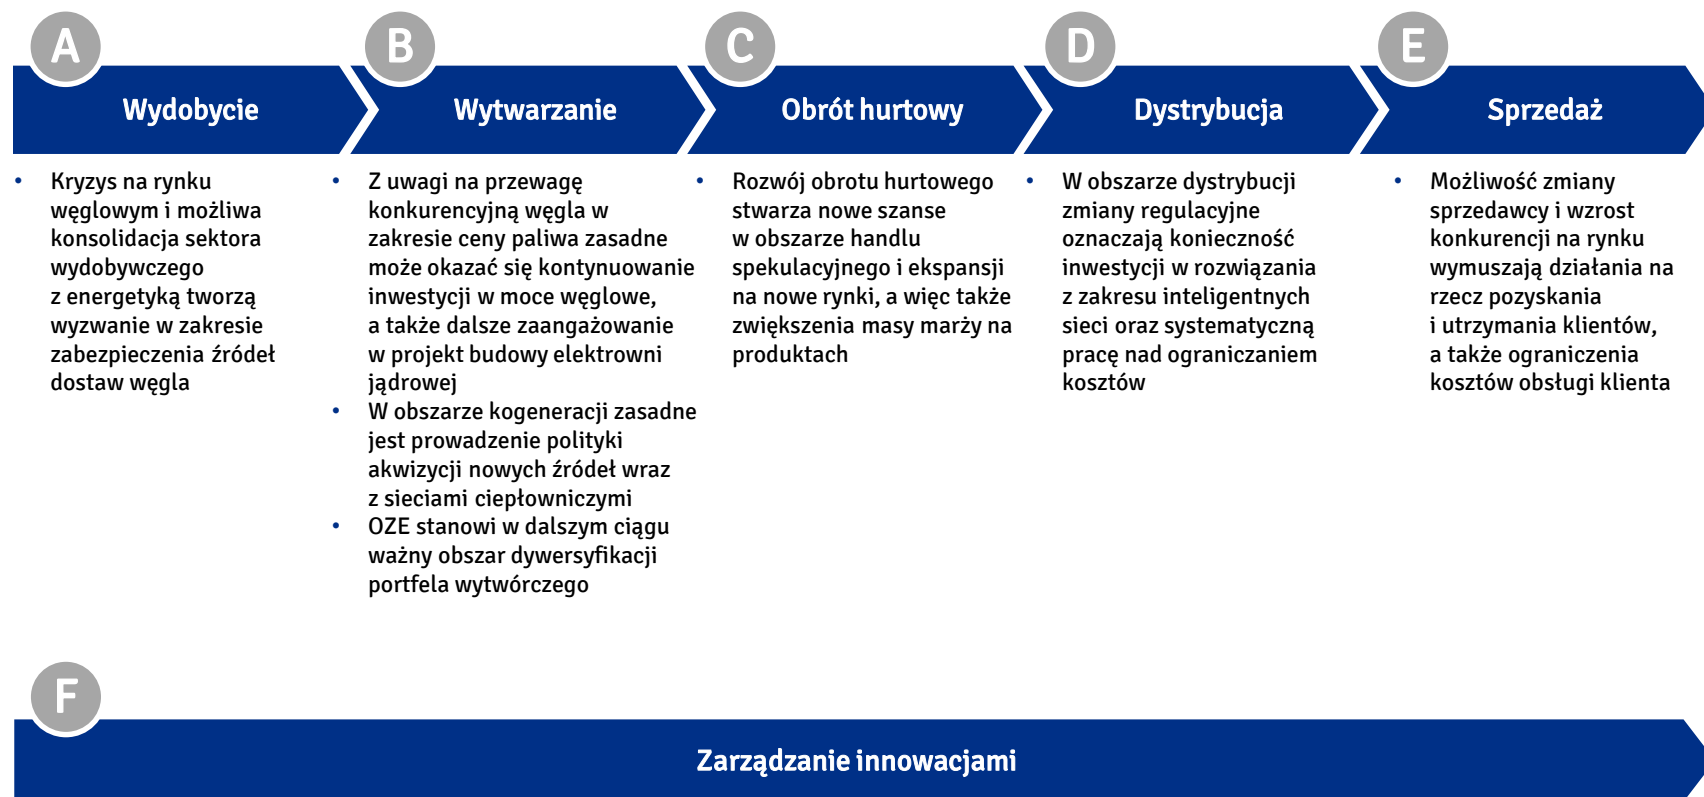 A
Wydobycie
• Kryzys na rynku
węglowym i możliwa
konsolidacja sektora
wydobywczego
z energetyką tworzą
wyzwanie w zakresie
zabezpieczenia źródeł
dostaw węgla
B
Wytwarzanie
• Z uwagi na przewagę
konkurencyjną węgla w
zakresie ceny paliwa zasadne
może okazać się kontynuowanie
inwestycji w moce węglowe,
a także dalsze zaangażowanie
w projekt budowy elektrowni
jądrowej
• W obszarze kogeneracji zasadne
jest prowadzenie polityki
akwizycji nowych źródeł wraz
z sieciami ciepłowniczymi
• OZE stanowi w dalszym ciągu
ważny obszar dywersyfikacji
portfela wytwórczego
C
Obrót hurtowy
• Rozwój obrotu hurtowego
stwarza nowe szanse
w obszarze handlu
spekulacyjnego i ekspansji
na nowe rynki, a więc także
zwiększenia masy marży na
produktach
D
Dystrybucja
• W obszarze dystrybucji
zmiany regulacyjne
oznaczają konieczność
inwestycji w rozwiązania
z zakresu inteligentnych
sieci oraz systematyczną
pracę nad ograniczaniem
kosztów
E
Sprzedaż
• Możliwość zmiany
sprzedawcy i wzrost
konkurencji na rynku
wymuszają działania na
rzecz pozyskania
i utrzymania klientów,
a także ograniczenia
kosztów obsługi klienta
F
Zarządzanie innowacjami